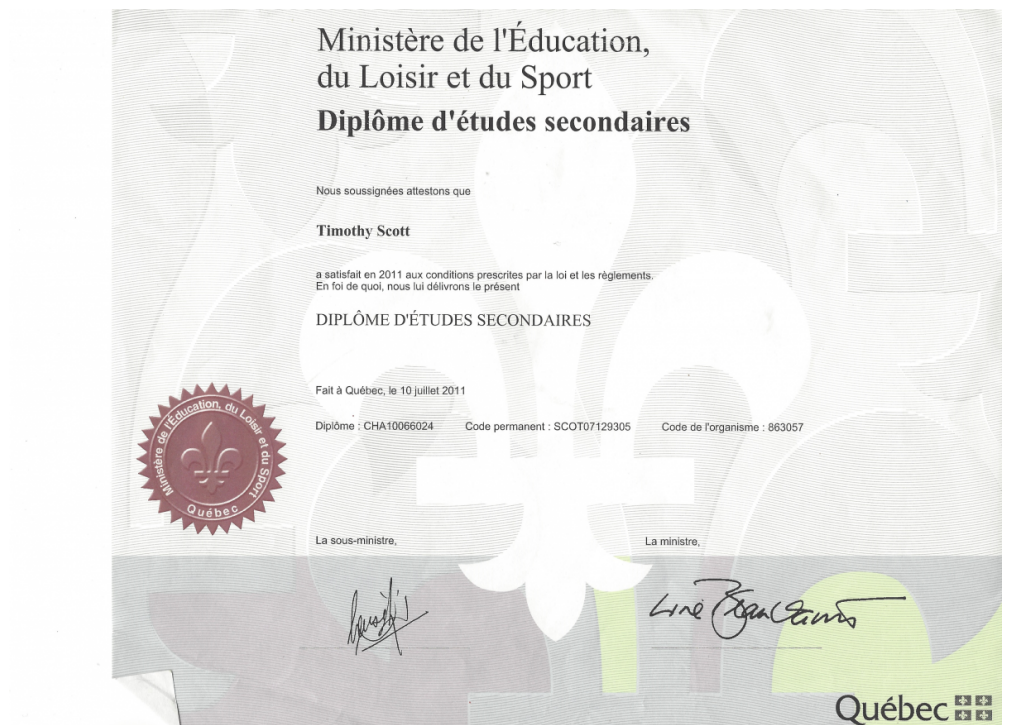 Ministère de l'Éducation,
du Loisir et du Sport
Diplôme d'études secondaires
Nous soussignées attestons que
Timothy Scott
a satisfait en 2011 aux conditions prescrites par la loi et les règlements.
En foi de quoi, nous lui délivrons le présent
DIPLÔME D'ÉTUDES SECONDAIRES
Fait à Québec, le 10 juillet 2011
Diplôme : CHA10066024 Code permanent : SCOT07129305 Code de l'organisme : 863057
Ministère de l'Éducation, du Loisir et du Sport
Québec
La sous-ministre, La ministre,
Line Beauchamp
Québec